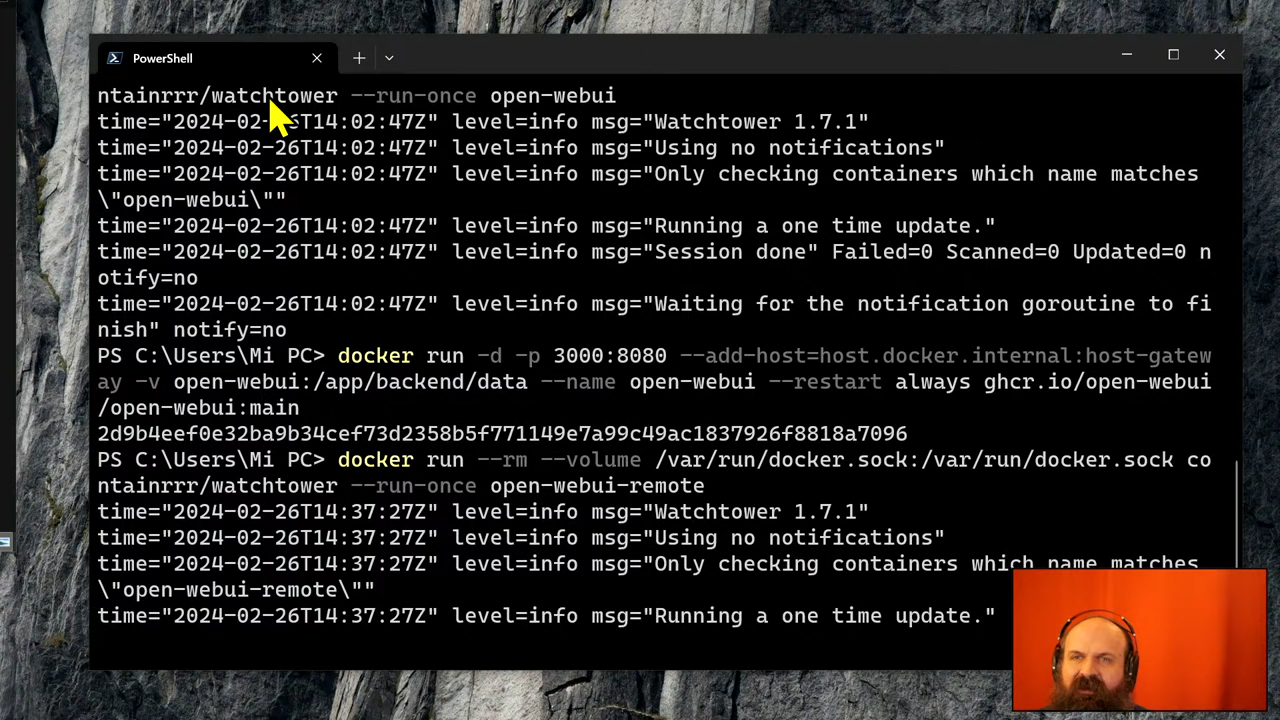 PowerShell
ntainrrr/watchtower --run-once open-webui
time="2024-02-26T14:02:47Z" level=info msg="Watchtower 1.7.1"
time="2024-02-26T14:02:47Z" level=info msg="Using no notifications"
time="2024-02-26T14:02:47Z" level=info msg="Only checking containers which name matches
\"open-webui\""
time="2024-02-26T14:02:47Z" level=info msg="Running a one time update."
time="2024-02-26T14:02:47Z" level=info msg="Session done" Failed=0 Scanned=0 Updated=0 n
otify=no
time="2024-02-26T14:02:47Z" level=info msg="Waiting for the notification goroutine to fi
nish" notify=no
PS C:\Users\Mi PC> docker run -d -p 3000:8080 --add-host=host.docker.internal:host-gatew
ay -v open-webui:/app/backend/data --name open-webui --restart always ghcr.io/open-webui
/open-webui:main
2d9b4eef0e32ba9b34cef73d2358b5f771149e7a99c49ac1837926f8818a7096
PS C:\Users\Mi PC> docker run --rm --volume /var/run/docker.sock:/var/run/docker.sock co
ntainrrr/watchtower --run-once open-webui-remote
time="2024-02-26T14:37:27Z" level=info msg="Watchtower 1.7.1"
time="2024-02-26T14:37:27Z" level=info msg="Using no notifications"
time="2024-02-26T14:37:27Z" level=info msg="Only checking containers which name matches
\"open-webui-remote\""
time="2024-02-26T14:37:27Z" level=info msg="Running a one time update."